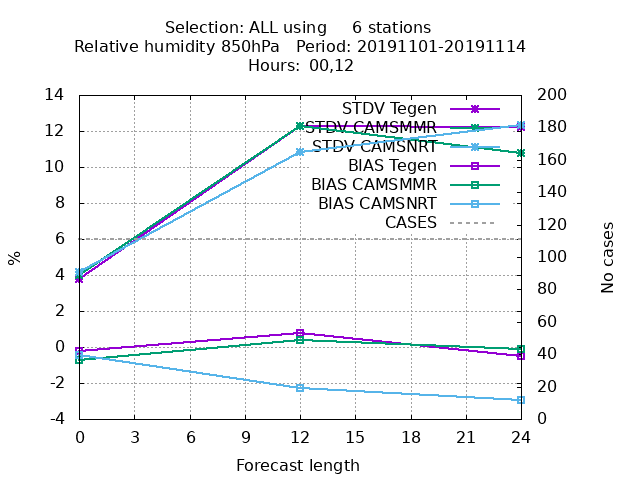 Selection: ALL using 6 stations
Relative humidity 850hPa Period: 20191101-20191114
Hours: 00,12
14
12
10
8
6
4
2
0
-2
-4
%
200
180
160
140
120
100
80
60
40
20
0
No cases
STDV Tegen
STDV CAMSMMR
STDV CAMSNRT
BIAS Tegen
BIAS CAMSMMR
BIAS CAMSNRT
CASES
0 3 6 9 12 15 18 21 24
Forecast length